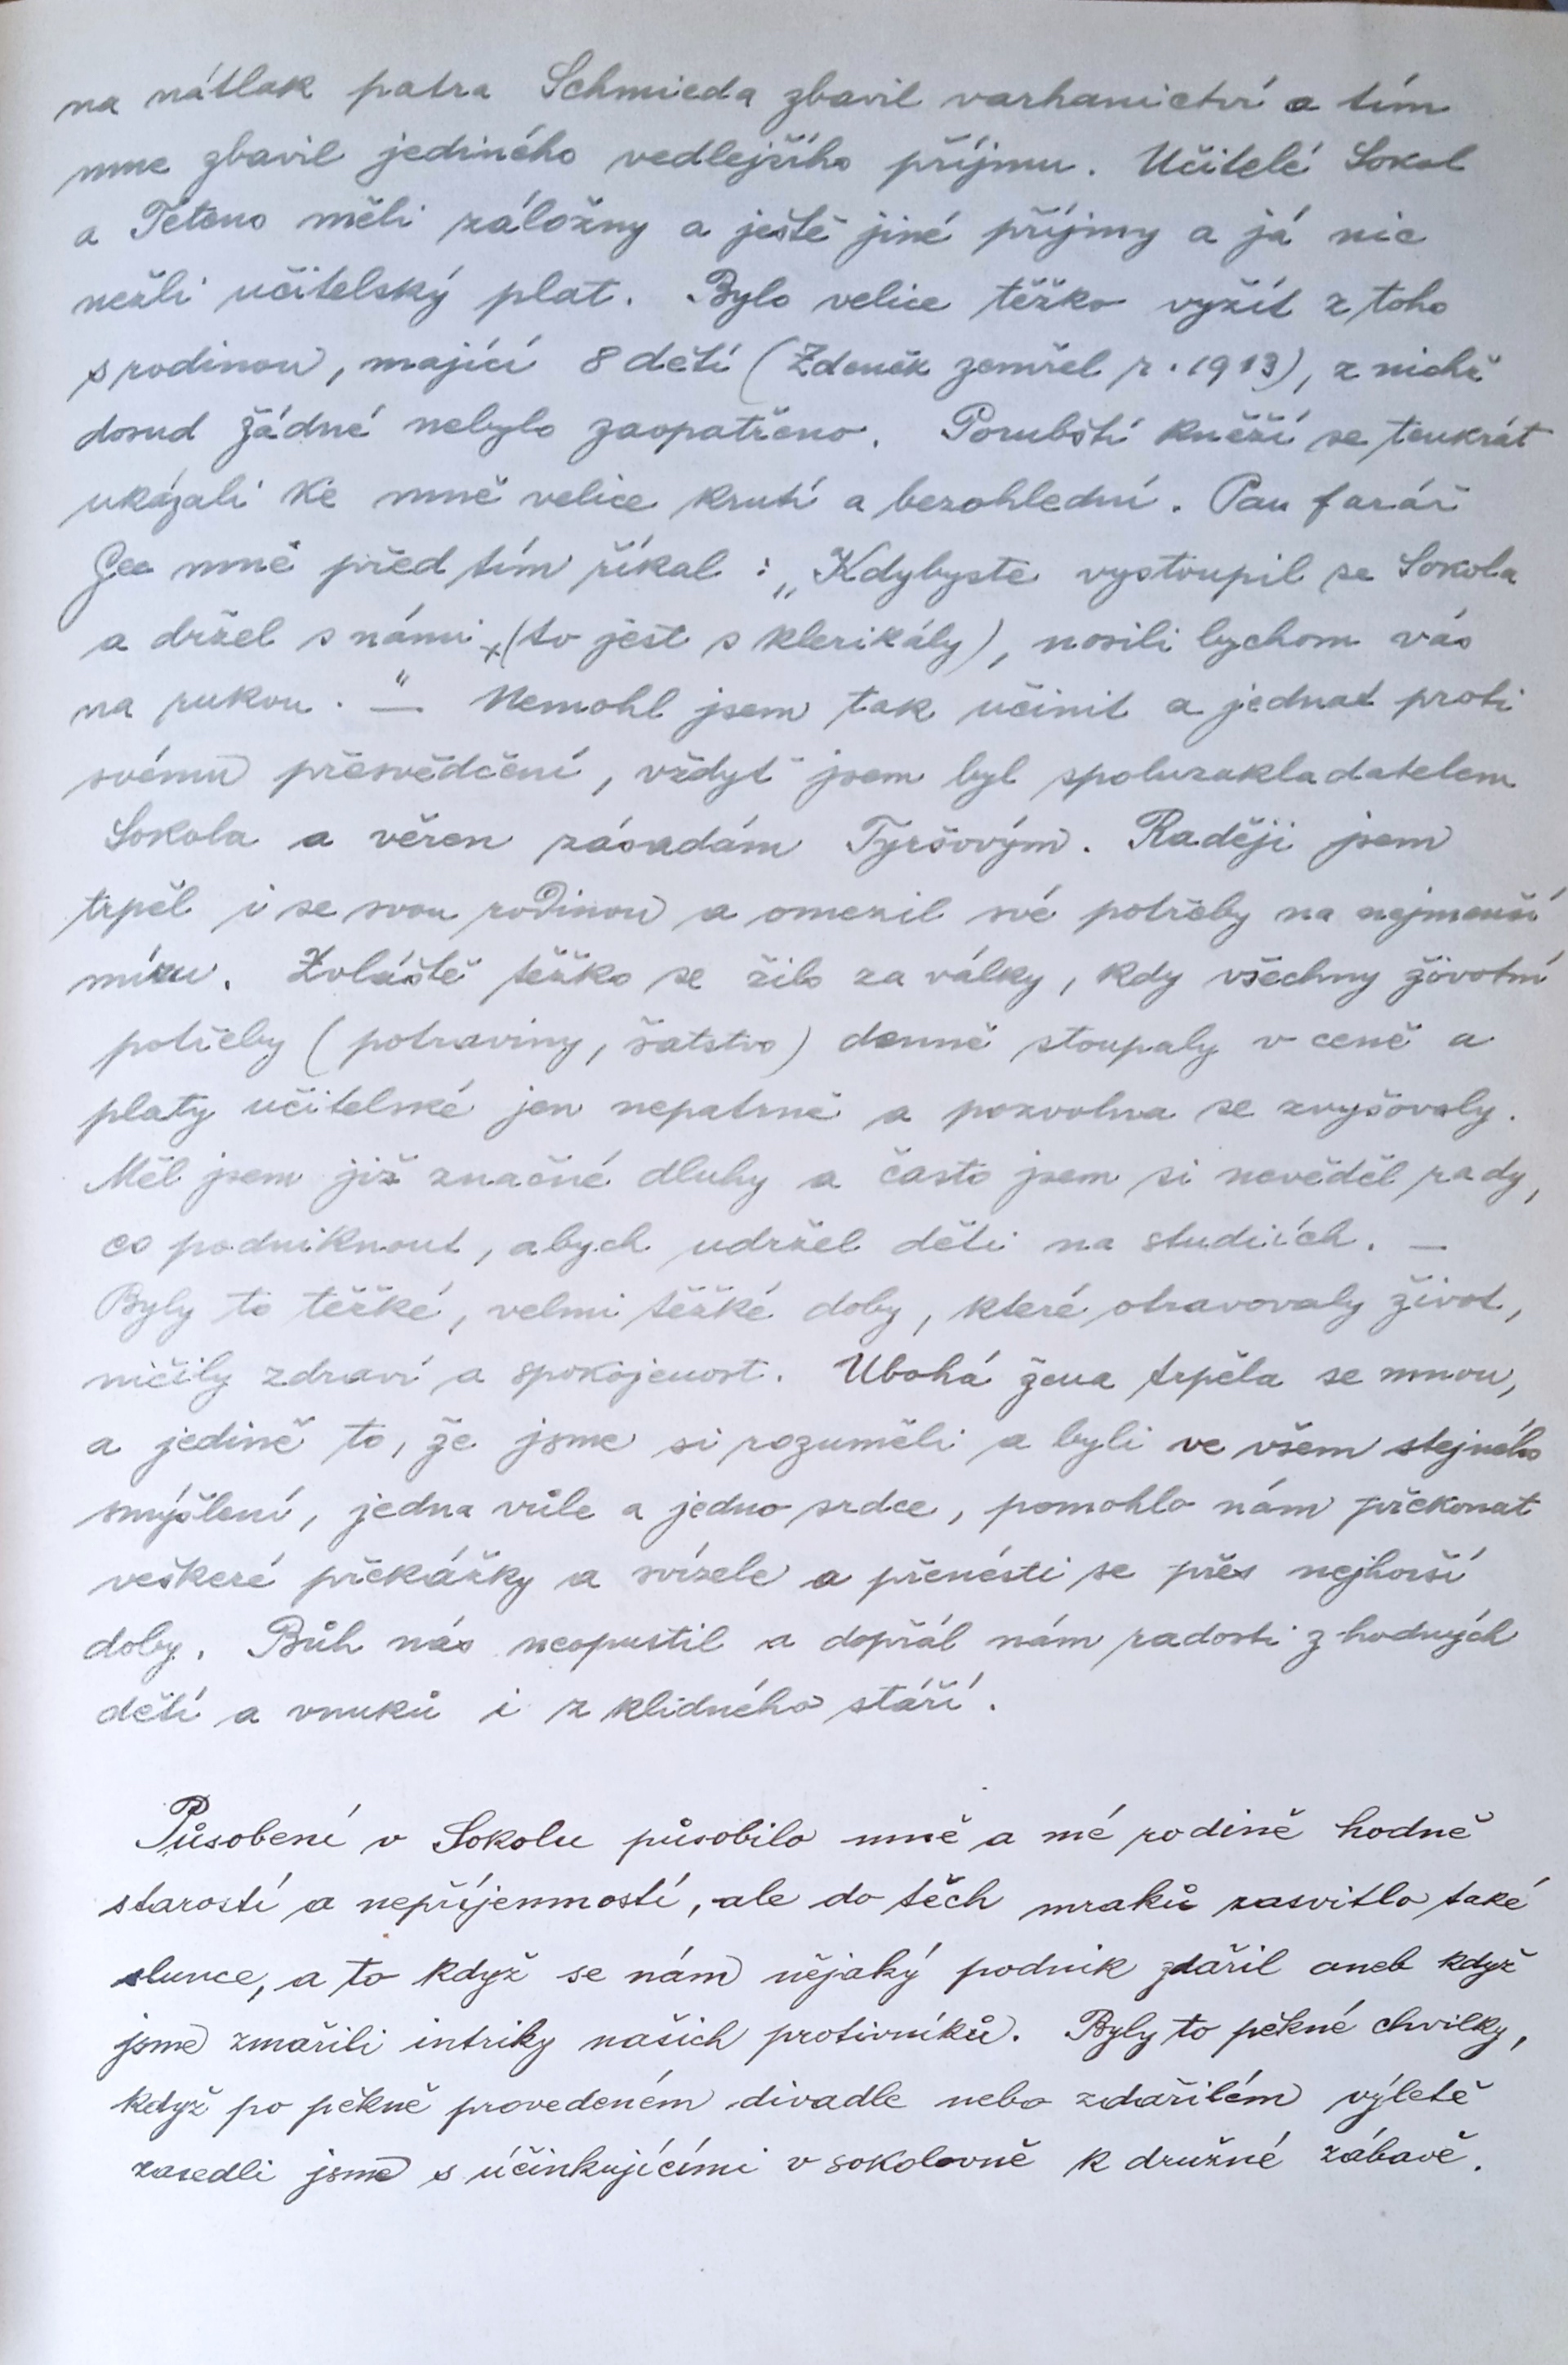 na nátlak patra Schmieda zbavil varhanictví a tím
mne zbavil jediného vedlejšího příjmu. Učitelé Sokol
a Teteno měli záložny a ještě jiné příjmy a já nic
nežli učitelský plat. Bylo velice těžko vyžít z toho
s rodinou, mající 8 dětí (Zdeněk zemřel r. 1913), z nichž
dosud žádné nebylo zaopatřeno. Porubští kněží se tenkrát
ukázali ke mně velice krutí a bezohlední. Pan farář
mně před tím říkal : „Kdybyste vystoupil ze Sokola
a držel s námi x (to jest s klerikály), nosili bychom vás
na rukou. “ — Nemohl jsem tak učinit a jednat proti
svému přesvědčení, vždyť jsem byl spoluzakladatelem
Sokola a věren zásadám Tyršovým. Raději jsem
trpěl i se svou rodinou a omezil své potřeby na nejmenší
míru. Zvláště těžko se žilo za války, kdy všechny životní
potřeby (potraviny, šatstvo) denně stoupaly v ceně a
platy učitelské jen nepatrně a pozvolna se zvyšovaly.
Měl jsem již značné dluhy a často jsem si nevěděl rady,
co podniknout, abych udržel děti na studiích. —
Byly to těžké, velmi těžké doby, které otravovaly život,
ničily zdraví a spokojenost. Ubohá žena trpěla se mnou,
a jedině to, že jsme si rozuměli a byli ve všem stejného
smýšlení, jedna vůle a jedno srdce, pomohlo nám překonat
veškeré překážky a svízele a přenésti se přes nejhorší
doby. Bůh nás neopustil a dopřál nám radosti z hodných
dětí a vnuků i z klidného stáří.
Působení v Sokolu působilo mně a mé rodině hodně
starostí a nepříjemností, ale do těch mraků zasvitlo také
slunce, a to když se nám nějaký podnik zdařil aneb když
jsme zmařili intriky našich protivníků. Byly to pěkné chvilky,
když po pěkně provedeném divadle nebo zdařilém výletě
zasedli jsme s účinkujícími v sokolovně k družné zábavě.